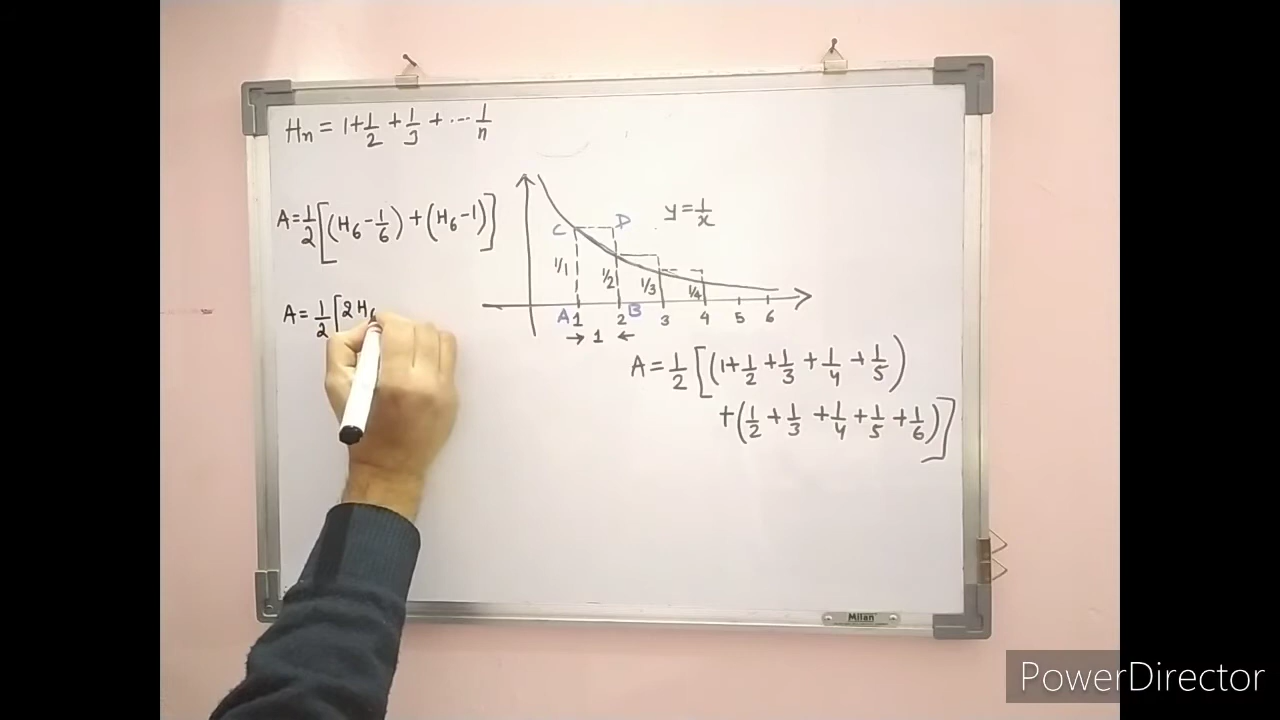 Hn = 1 + 1/2 + 1/3 + ... 1/n
A = 1/2 [(H6 - 1/6) + (H6 - 1)]
A = 1/2 [2H6
y = 1/x
C D
1/1 1/2 1/3 1/4
A 1 2 B 3 4 5 6
→ 1 ←
A = 1/2 [(1 + 1/2 + 1/3 + 1/4 + 1/5)
+ (1/2 + 1/3 + 1/4 + 1/5 + 1/6)]
Milan
PowerDirector